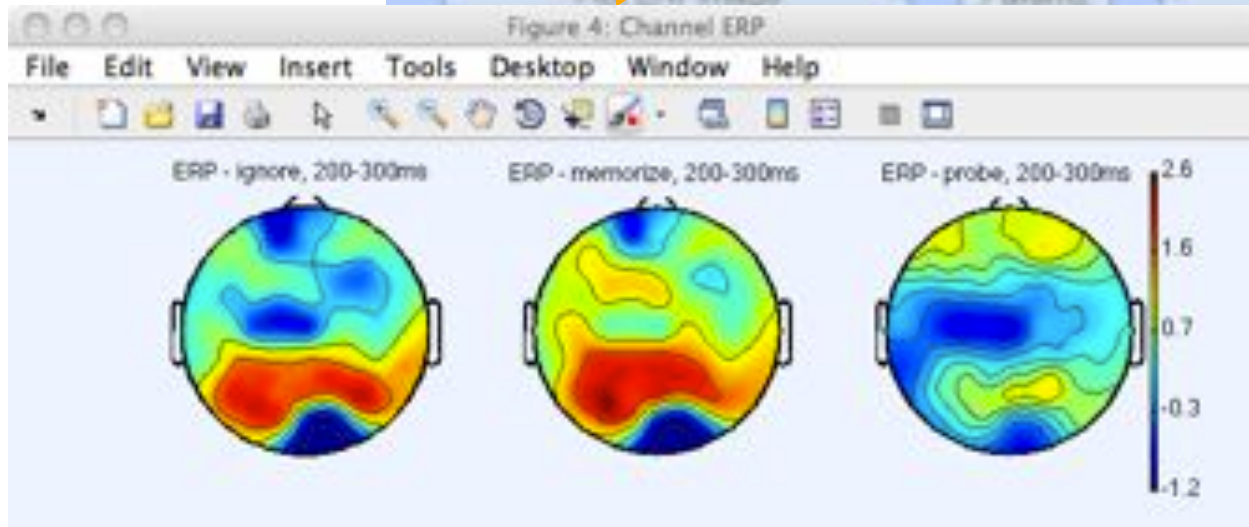 Figure 4: Channel ERP
File Edit View Insert Tools Desktop Window Help
ERP - ignore, 200-300ms
ERP - memorize, 200-300ms
ERP - probe, 200-300ms
2.6
1.6
0.7
-0.3
-1.2